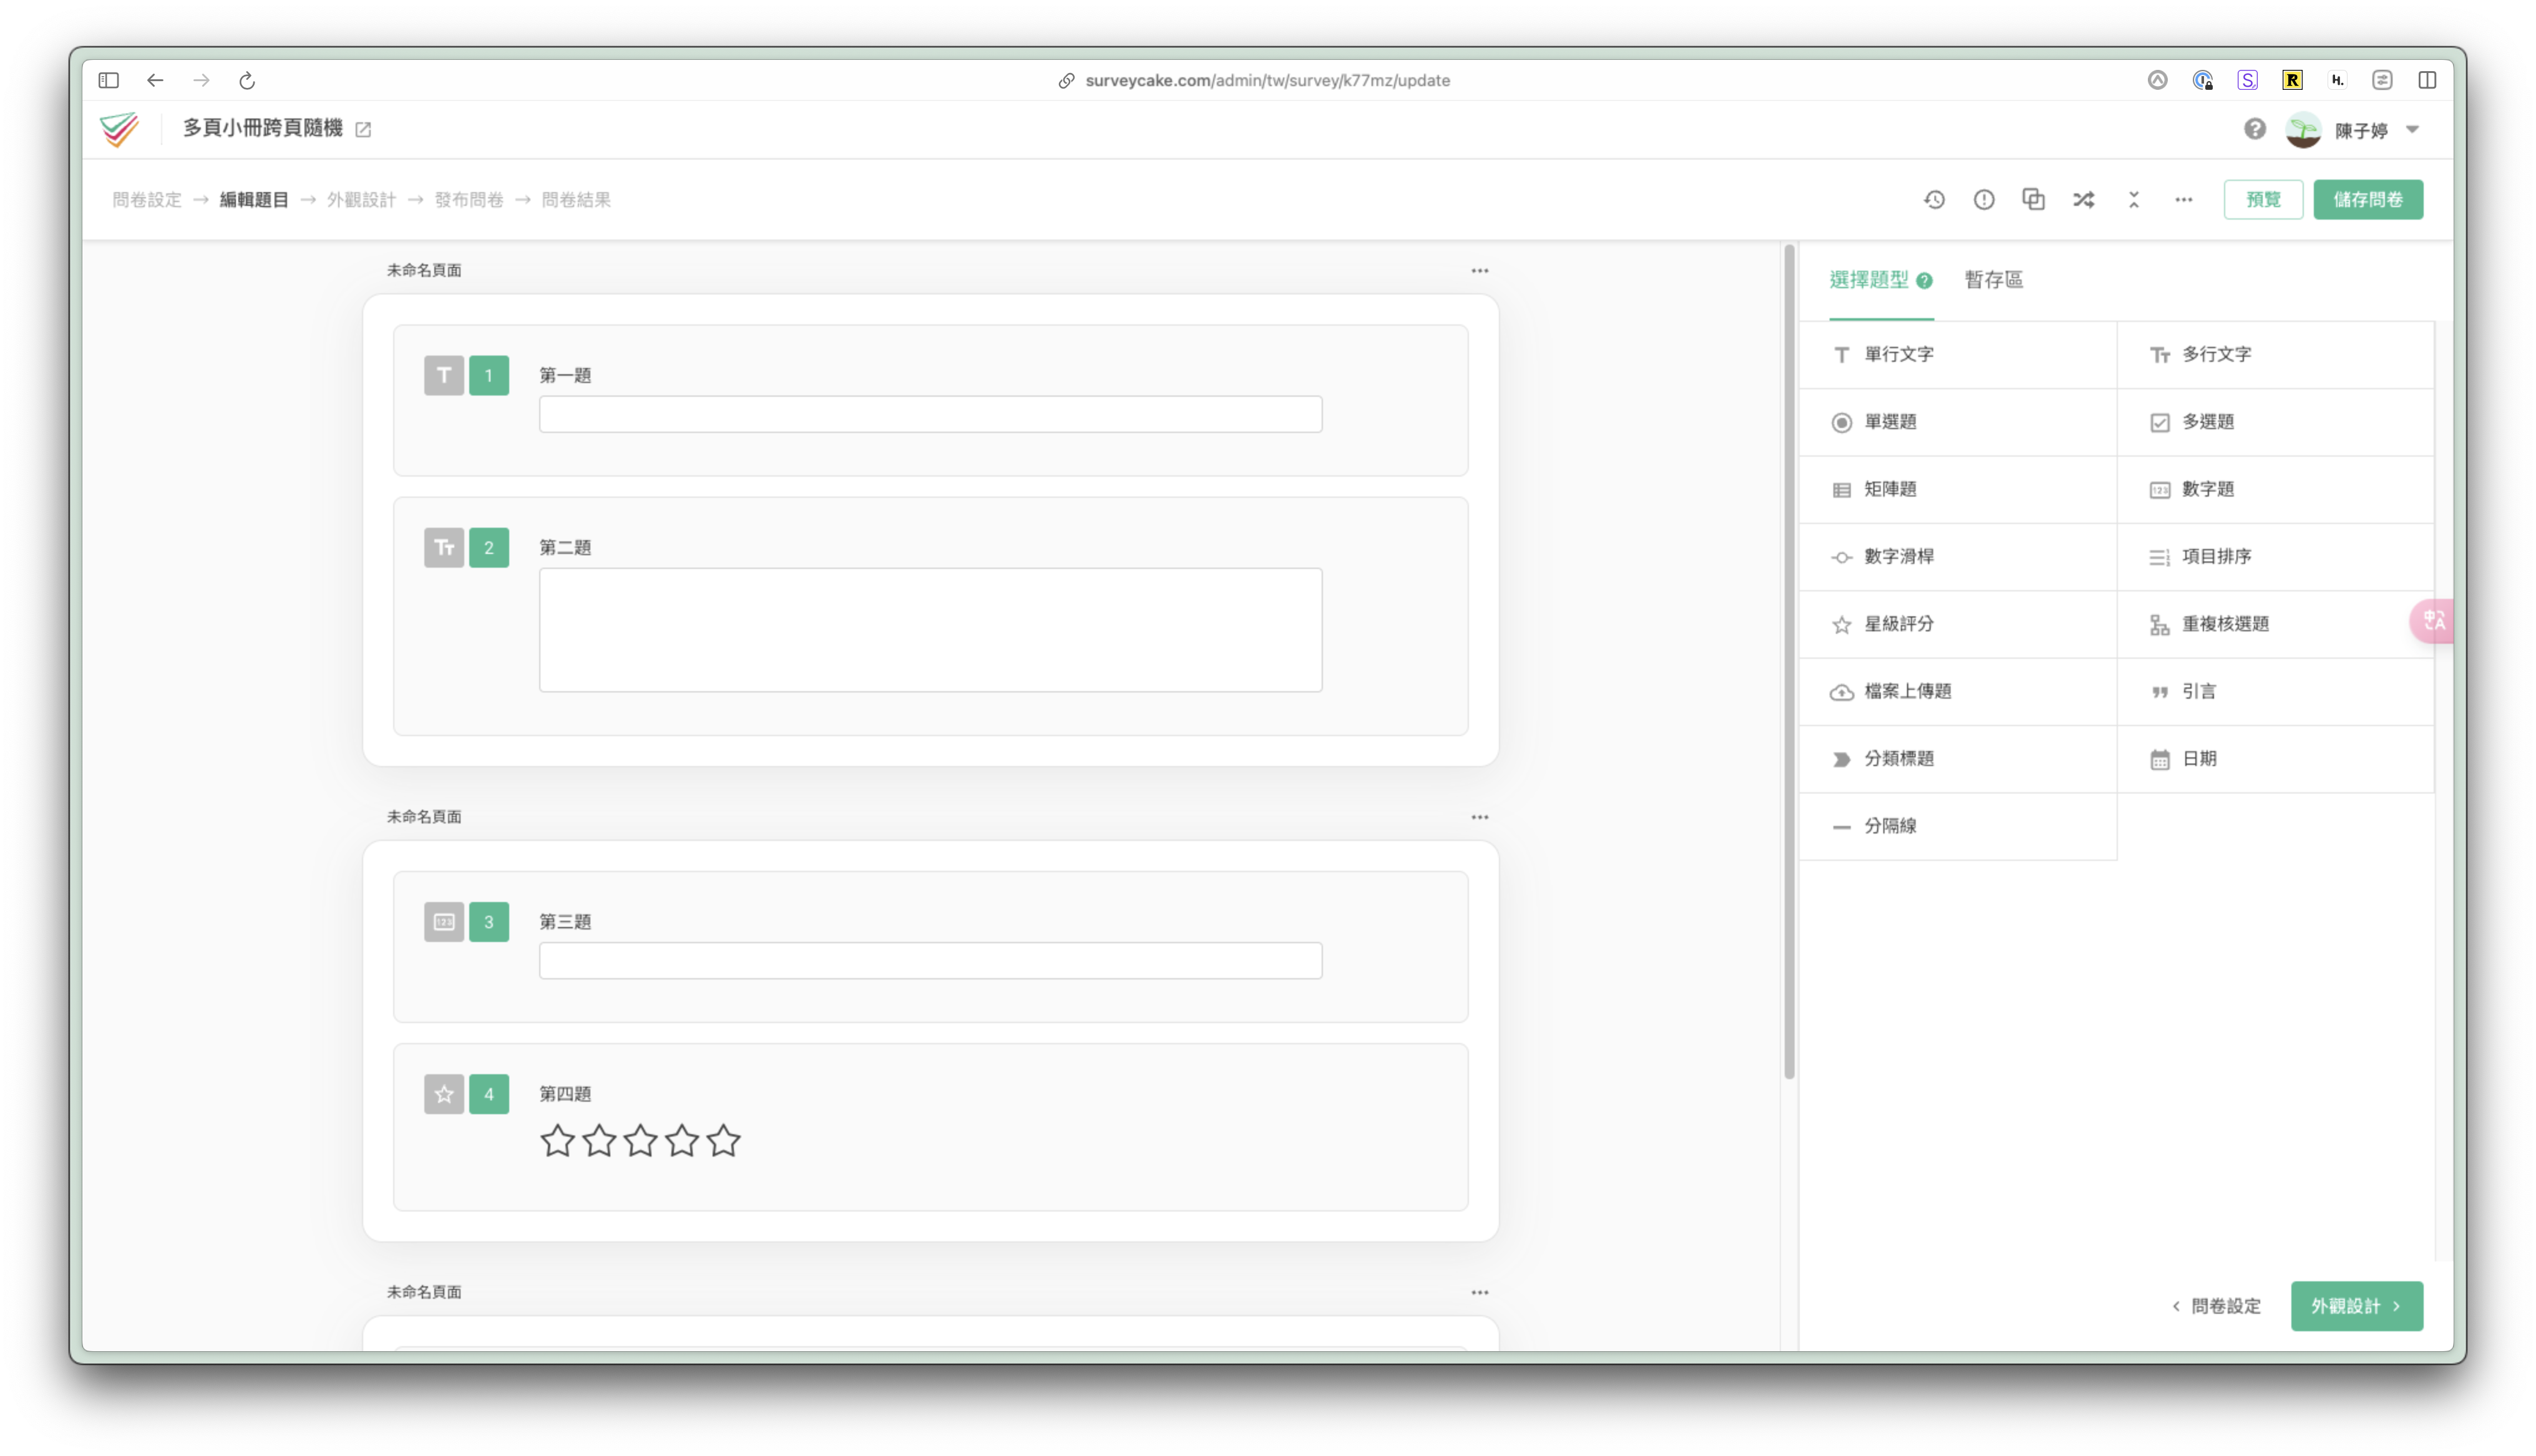 surveycake.com/admin/tw/survey/k77mz/update
多頁小冊跨頁隨機
陳子婷
問卷設定 → 編輯題目 → 外觀設計 → 發布問卷 → 問卷結果
預覽
儲存問卷
未命名頁面
1
第一題
2
第二題
未命名頁面
123
3
第三題
4
第四題
未命名頁面
選擇題型
暫存區
單行文字
多行文字
單選題
多選題
矩陣題
數字題
數字滑桿
項目排序
星級評分
重複核選題
檔案上傳題
引言
分類標題
日期
分隔線
問卷設定
外觀設計